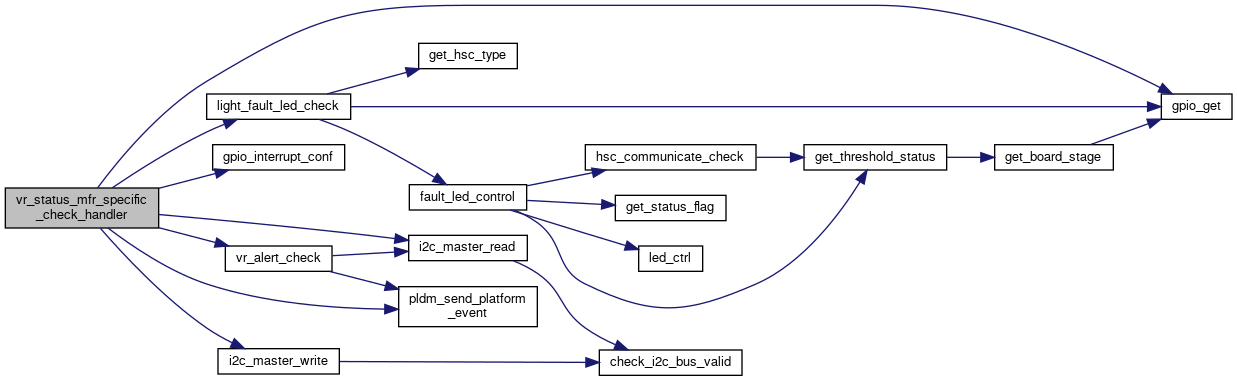 get_hsc_type
light_fault_led_check
gpio_get
gpio_interrupt_conf
hsc_communicate_check
get_threshold_status
get_board_stage
vr_status_mfr_specific
_check_handler
fault_led_control
get_status_flag
i2c_master_read
vr_alert_check
led_ctrl
pldm_send_platform
_event
i2c_master_write
check_i2c_bus_valid